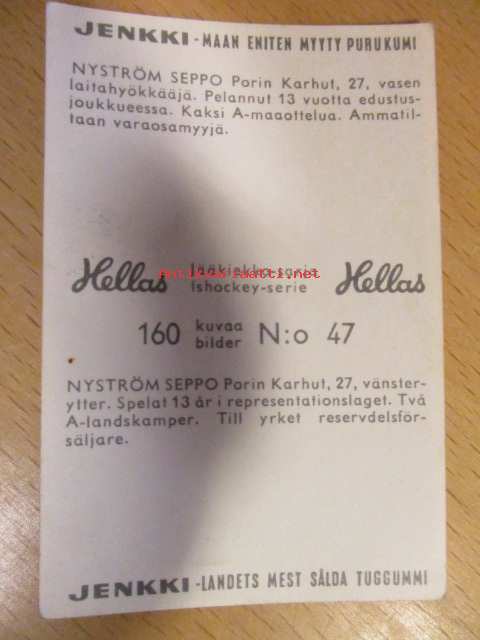 JENKKI - MAAN ENITEN MYYTY PURUKUMI
NYSTRÖM SEPPO Porin Karhut, 27, vasen
laitahyökkääjä. Pelannut 13 vuotta edustus-
joukkueessa. Kaksi A-maaottelua. Ammatil-
taan varaosamyyjä.
Hellas jääkiekko-sarja Hellas
Ishockey-serie
160 kuvaa bilder N:o 47
NYSTRÖM SEPPO Porin Karhut, 27, vänster-
ytter. Spelat 13 år i representationslaget. Två
A-landskamper. Till yrket reservdelsför-
säljare.
JENKKI - LANDETS MEST SÅLDA TUGGUMMI